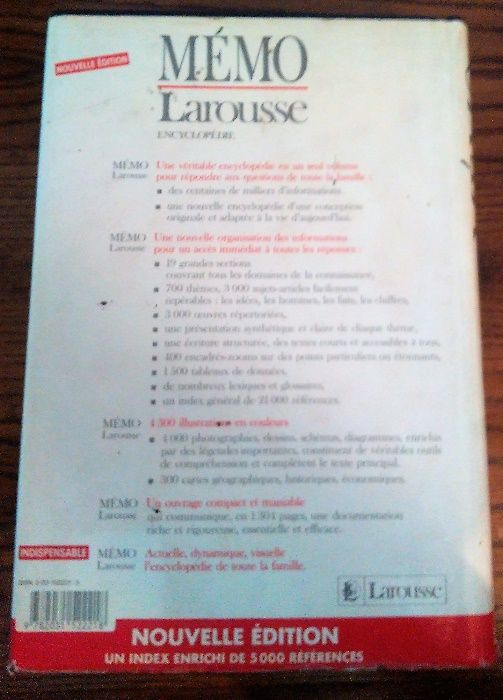 NOUVELLE ÉDITION
MÉMO
Larousse
ENCYCLOPÉDIE
MÉMO Larousse Une véritable encyclopédie en un seul volume
pour répondre aux questions de toute la famille :
▪ des centaines de milliers d'informations
▪ une nouvelle encyclopédie d'une conception
originale et adaptée à la vie d'aujourd'hui.
MÉMO Larousse Une nouvelle organisation des informations
pour un accès immédiat à toutes les réponses :
▪ 19 grandes sections
couvrant tous les domaines de la connaissance,
▪ 700 thèmes, 3 000 sujets-articles facilement
repérables : les idées, les hommes, les faits, les chiffres,
▪ 3 000 œuvres répertoriées,
▪ une présentation synthétique et claire de chaque thème,
▪ une écriture structurée, des textes courts et accessibles à tous,
▪ 400 encadrés-zooms sur des points particuliers ou étonnants,
▪ 1 500 tableaux de données,
▪ de nombreux lexiques et glossaires,
▪ un index général de 21 000 références.
MÉMO Larousse 4 300 illustrations en couleurs
▪ 4 000 photographies, dessins, schémas, diagrammes, enrichis
par des légendes importantes, constituent de véritables outils
de compréhension et complètent le texte principal.
▪ 300 cartes géographiques, historiques, économiques.
MÉMO Larousse Un ouvrage compact et maniable
qui communique, en pages, une documentation
riche et rigoureuse, essentielle et efficace.
INDISPENSABLE
MÉMO Larousse Actuelle, dynamique, visuelle
l'encyclopédie de toute la famille.
Larousse
NOUVELLE ÉDITION
UN INDEX ENRICHI DE 5 000 RÉFÉRENCES